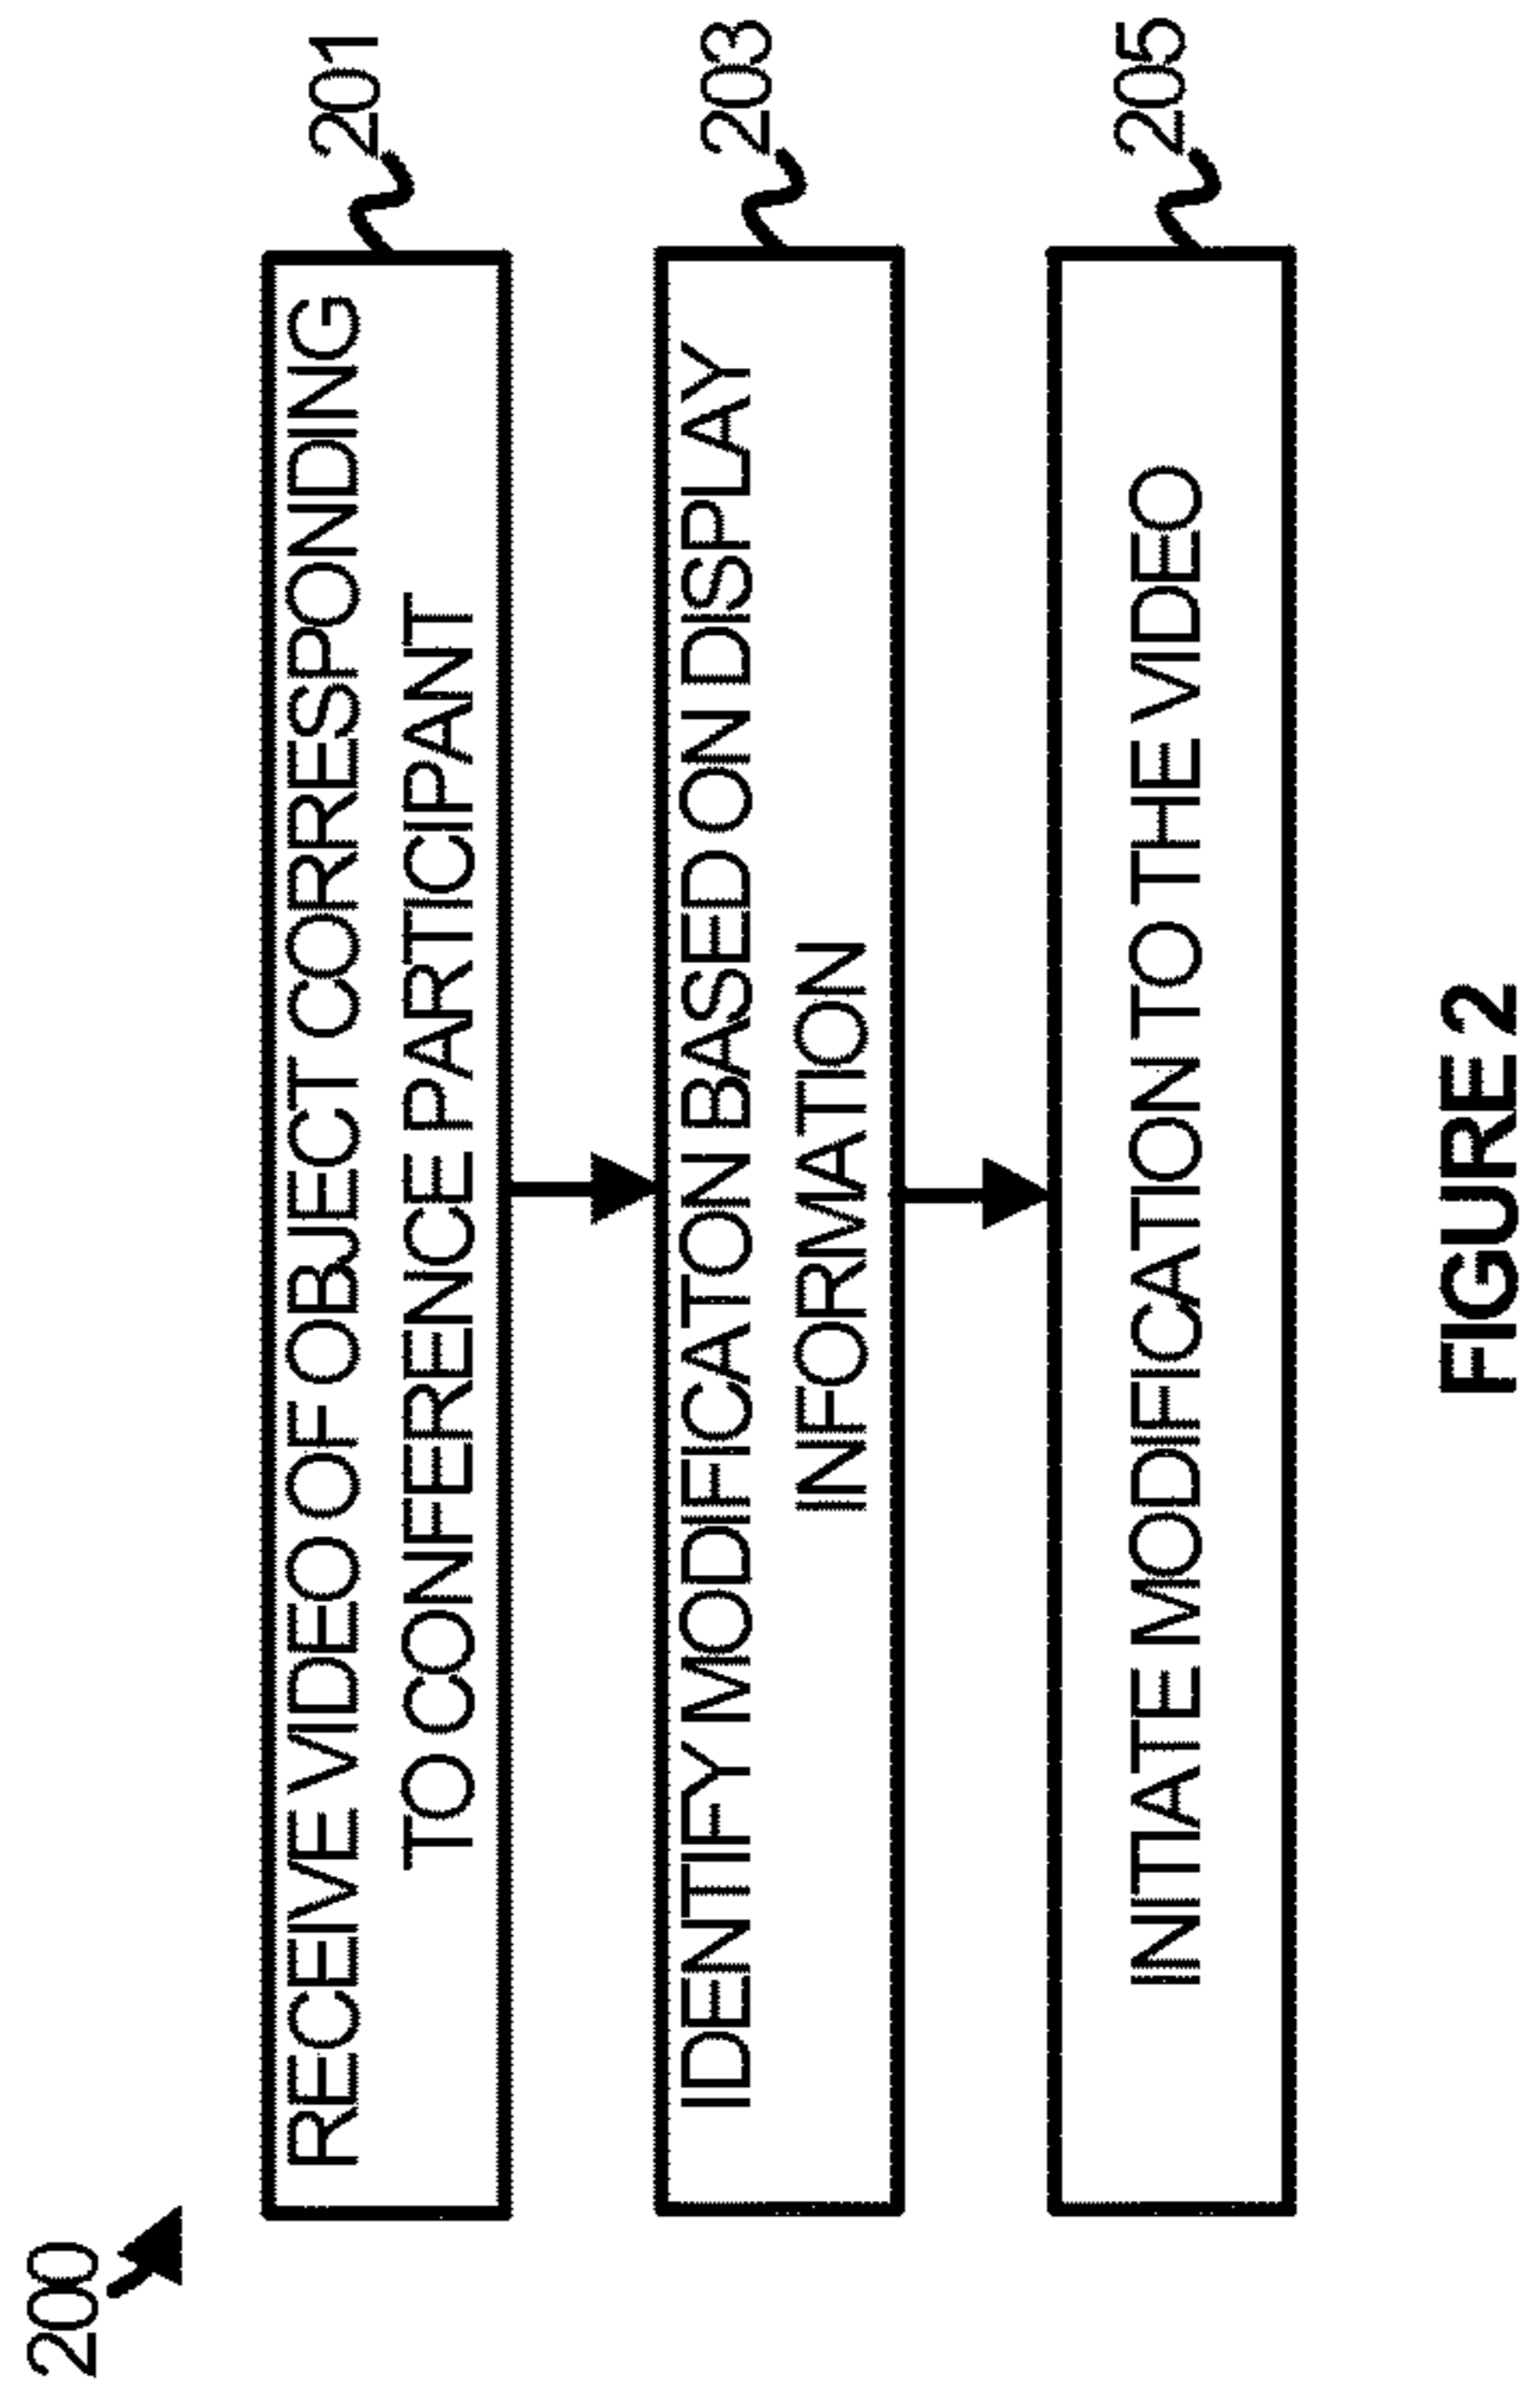 200
RECEIVE VIDEO OF OBJECT CORRESPONDING
TO CONFERENCE PARTICIPANT
201
IDENTIFY MODIFICATON BASED ON DISPLAY
INFORMATION
203
INITIATE MODIFICATION TO THE VIDEO
205
FIGURE 2